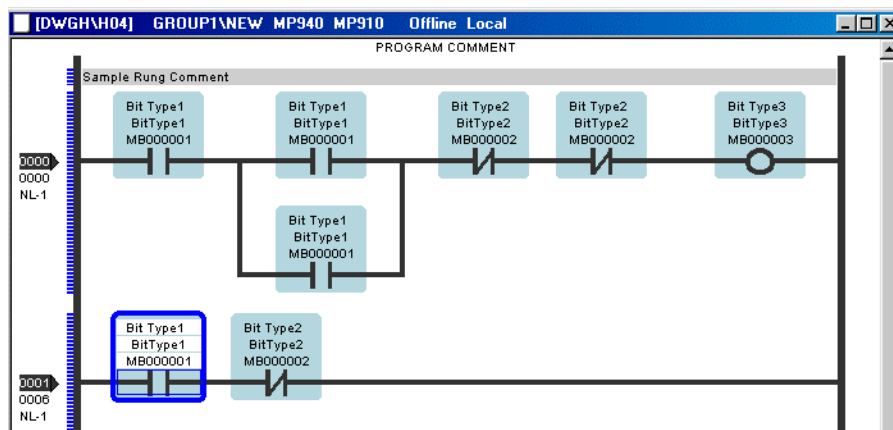 [DWGH\H04] GROUP1\NEW MP940 MP910 Offline Local
PROGRAM COMMENT
Sample Rung Comment
Bit Type1
BitType1
MB000001
Bit Type1
BitType1
MB000001
Bit Type2
BitType2
MB000002
Bit Type2
BitType2
MB000002
Bit Type3
BitType3
MB000003
0000
0000
NL-1
Bit Type1
BitType1
MB000001
Bit Type1
BitType1
MB000001
Bit Type2
BitType2
MB000002
0001
0006
NL-1